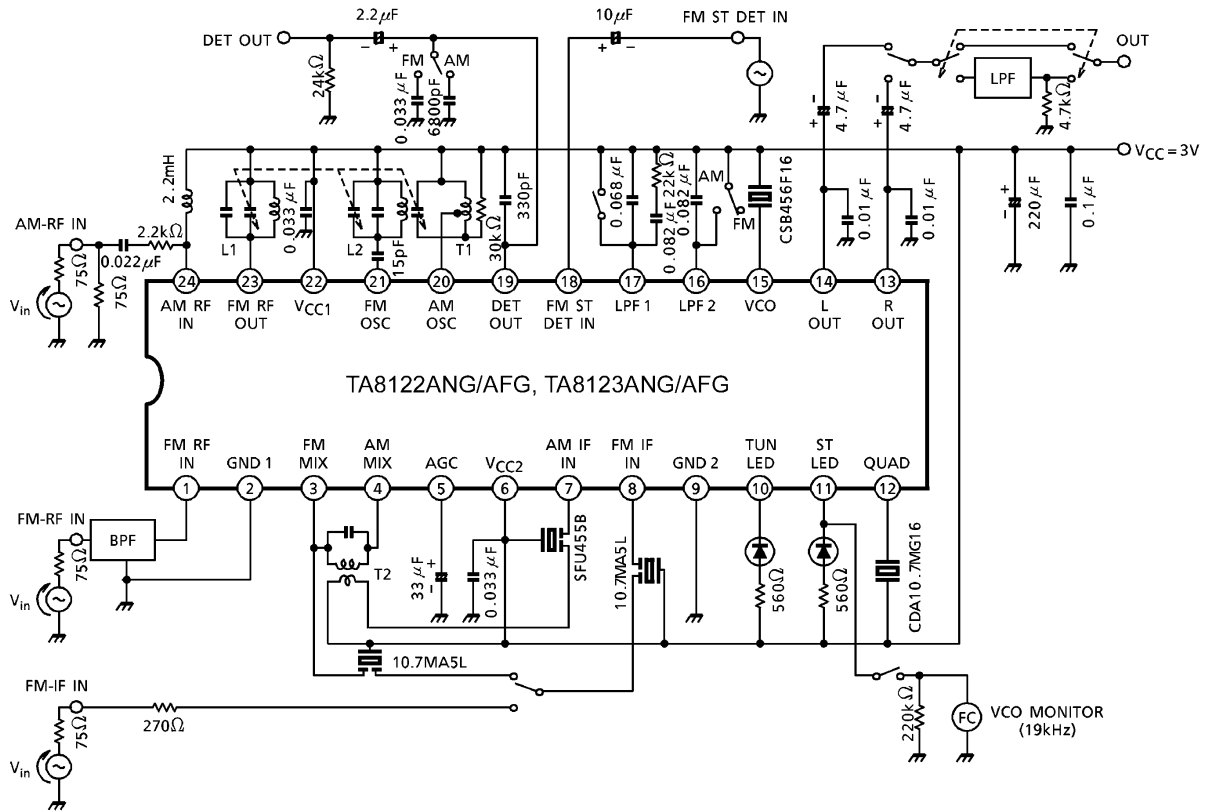 2.2μF
10μF
FM ST DET IN
DET OUT
OUT
24kΩ
FM
AM
0.033μF
6800pF
4.7μF
4.7μF
LPF
4.7kΩ
VCC = 3V
2.2mH
0.033μF
330pF
0.068μF
22kΩ
0.082μF
0.082μF
AM
FM
CSB456F16
0.01μF
0.01μF
220μF
0.1μF
AM-RF IN
2.2kΩ
0.022μF
75Ω
75Ω
Vin
L1
L2
15pF
T1
30kΩ
24 23 22 21 20 19 18 17 16 15 14 13
AM RF IN
FM RF OUT
VCC1
FM OSC
AM OSC
DET OUT
FM ST DET IN
LPF 1
LPF 2
VCO
L OUT
R OUT
TA8122ANG/AFG, TA8123ANG/AFG
FM RF IN
GND 1
FM MIX
AM MIX
AGC
VCC2
AM IF IN
FM IF IN
GND 2
TUN LED
ST LED
QUAD
1 2 3 4 5 6 7 8 9 10 11 12
FM-RF IN
BPF
75Ω
Vin
T2
33μF
0.033μF
SFU455B
10.7MA5L
560Ω
560Ω
CDA10.7MG16
10.7MA5L
FM-IF IN
75Ω
270Ω
Vin
220kΩ
FC
VCO MONITOR
(19kHz)